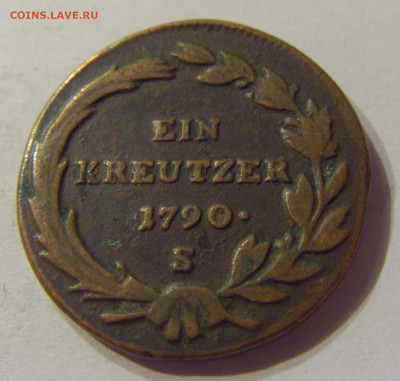 COINS.LAVE.RU
EIN
KREUTZER
1790.
S